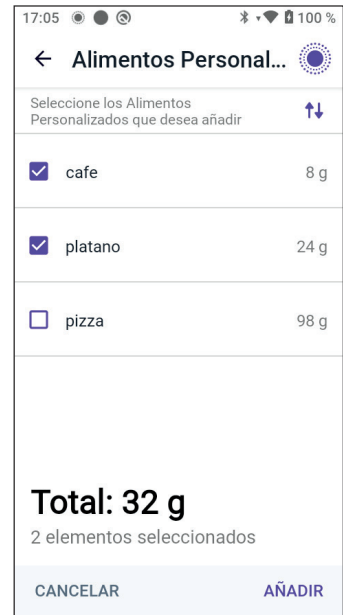 17:05 100 %
Alimentos Personal...
Seleccione los Alimentos
Personalizados que desea añadir
cafe 8 g
platano 24 g
pizza 98 g
Total: 32 g
2 elementos seleccionados
CANCELAR AÑADIR